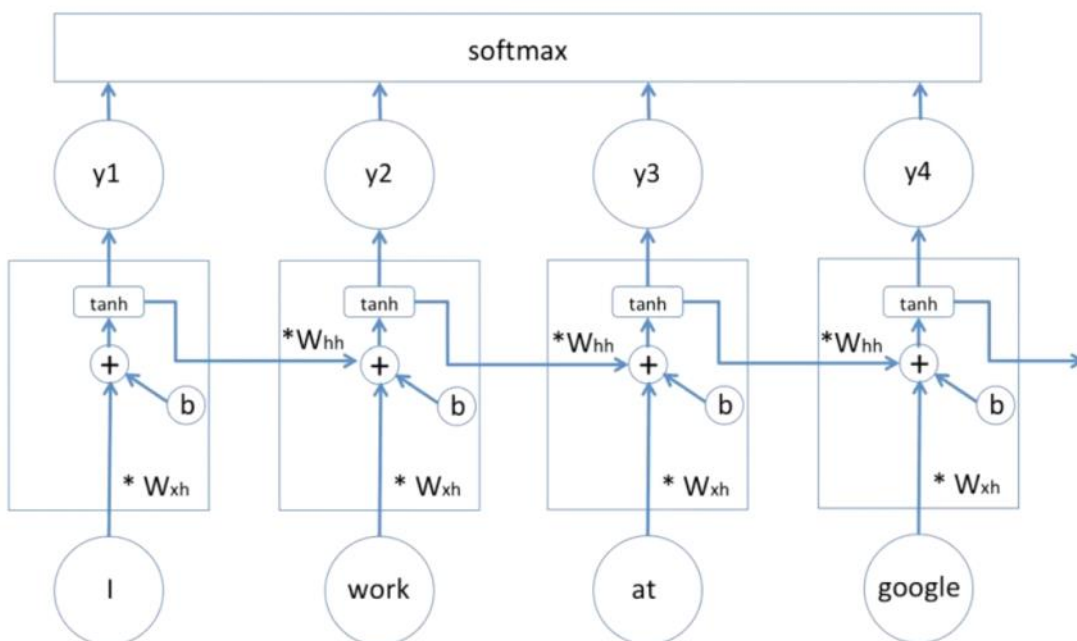 softmax
y1 y2 y3 y4
tanh tanh tanh tanh
*Whh *Whh *Whh
+ + + +
b b b b
* Wxh * Wxh * Wxh * Wxh
I work at google